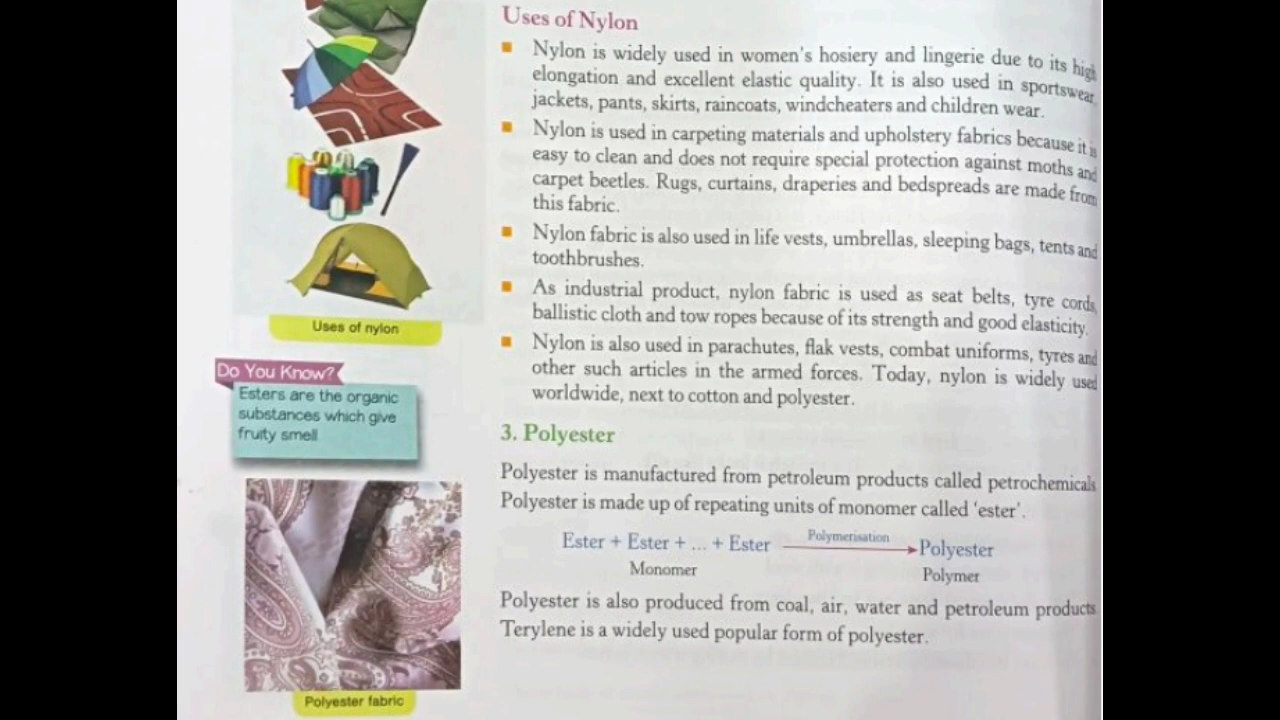 Uses of Nylon
Nylon is widely used in women's hosiery and lingerie due to its high
elongation and excellent elastic quality. It is also used in sportswear,
jackets, pants, skirts, raincoats, windcheaters and children wear.
Nylon is used in carpeting materials and upholstery fabrics because it is
easy to clean and does not require special protection against moths and
carpet beetles. Rugs, curtains, draperies and bedspreads are made from
this fabric.
Nylon fabric is also used in life vests, umbrellas, sleeping bags, tents and
toothbrushes.
As industrial product, nylon fabric is used as seat belts, tyre cords,
ballistic cloth and tow ropes because of its strength and good elasticity.
Nylon is also used in parachutes, flak vests, combat uniforms, tyres and
other such articles in the armed forces. Today, nylon is widely used
worldwide, next to cotton and polyester.
Uses of nylon
Do You Know?
Esters are the organic
substances which give
fruity smell
3. Polyester
Polyester is manufactured from petroleum products called petrochemicals
Polyester is made up of repeating units of monomer called 'ester'.
Ester + Ester + ... + Ester Polymerisation Polyester
Monomer Polymer
Polyester is also produced from coal, air, water and petroleum products
Terylene is a widely used popular form of polyester.
Polyester fabric